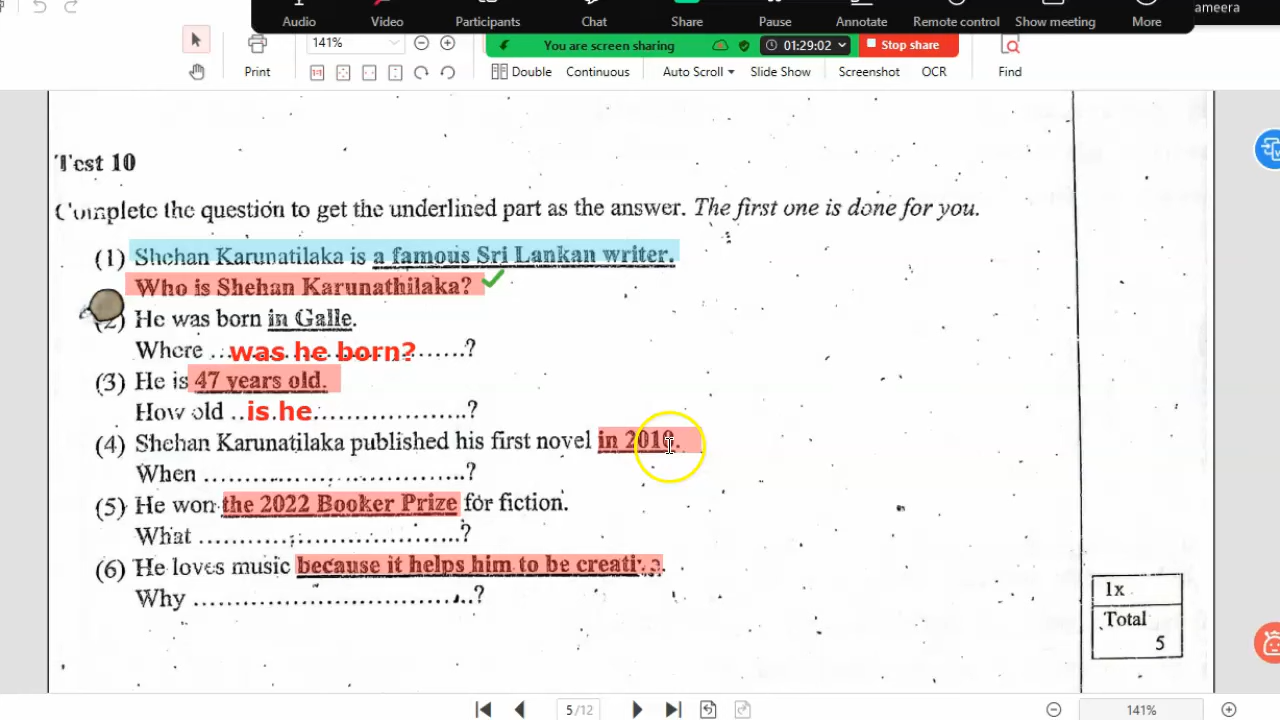 ameera
Audio Video Participants Chat Share Pause Annotate Remote control Show meeting More
141% You are screen sharing 01:29:02 Stop share
Print Double Continuous Auto Scroll Slide Show Screenshot OCR Find
Test 10
Complete the question to get the underlined part as the answer. The first one is done for you.
(1) Shehan Karunatilaka is a famous Sri Lankan writer.
Who is Shehan Karunathilaka?
(2) He was born in Galle.
Where ... was he born? ......?
(3) He is 47 years old.
How old .. is he ....................?
(4) Shehan Karunatilaka published his first novel in 2010.
When .................................?
(5) He won the 2022 Booker Prize for fiction.
What .................................?
(6) He loves music because it helps him to be creative.
Why ...................................?
1x
Total
5
5/12 141%